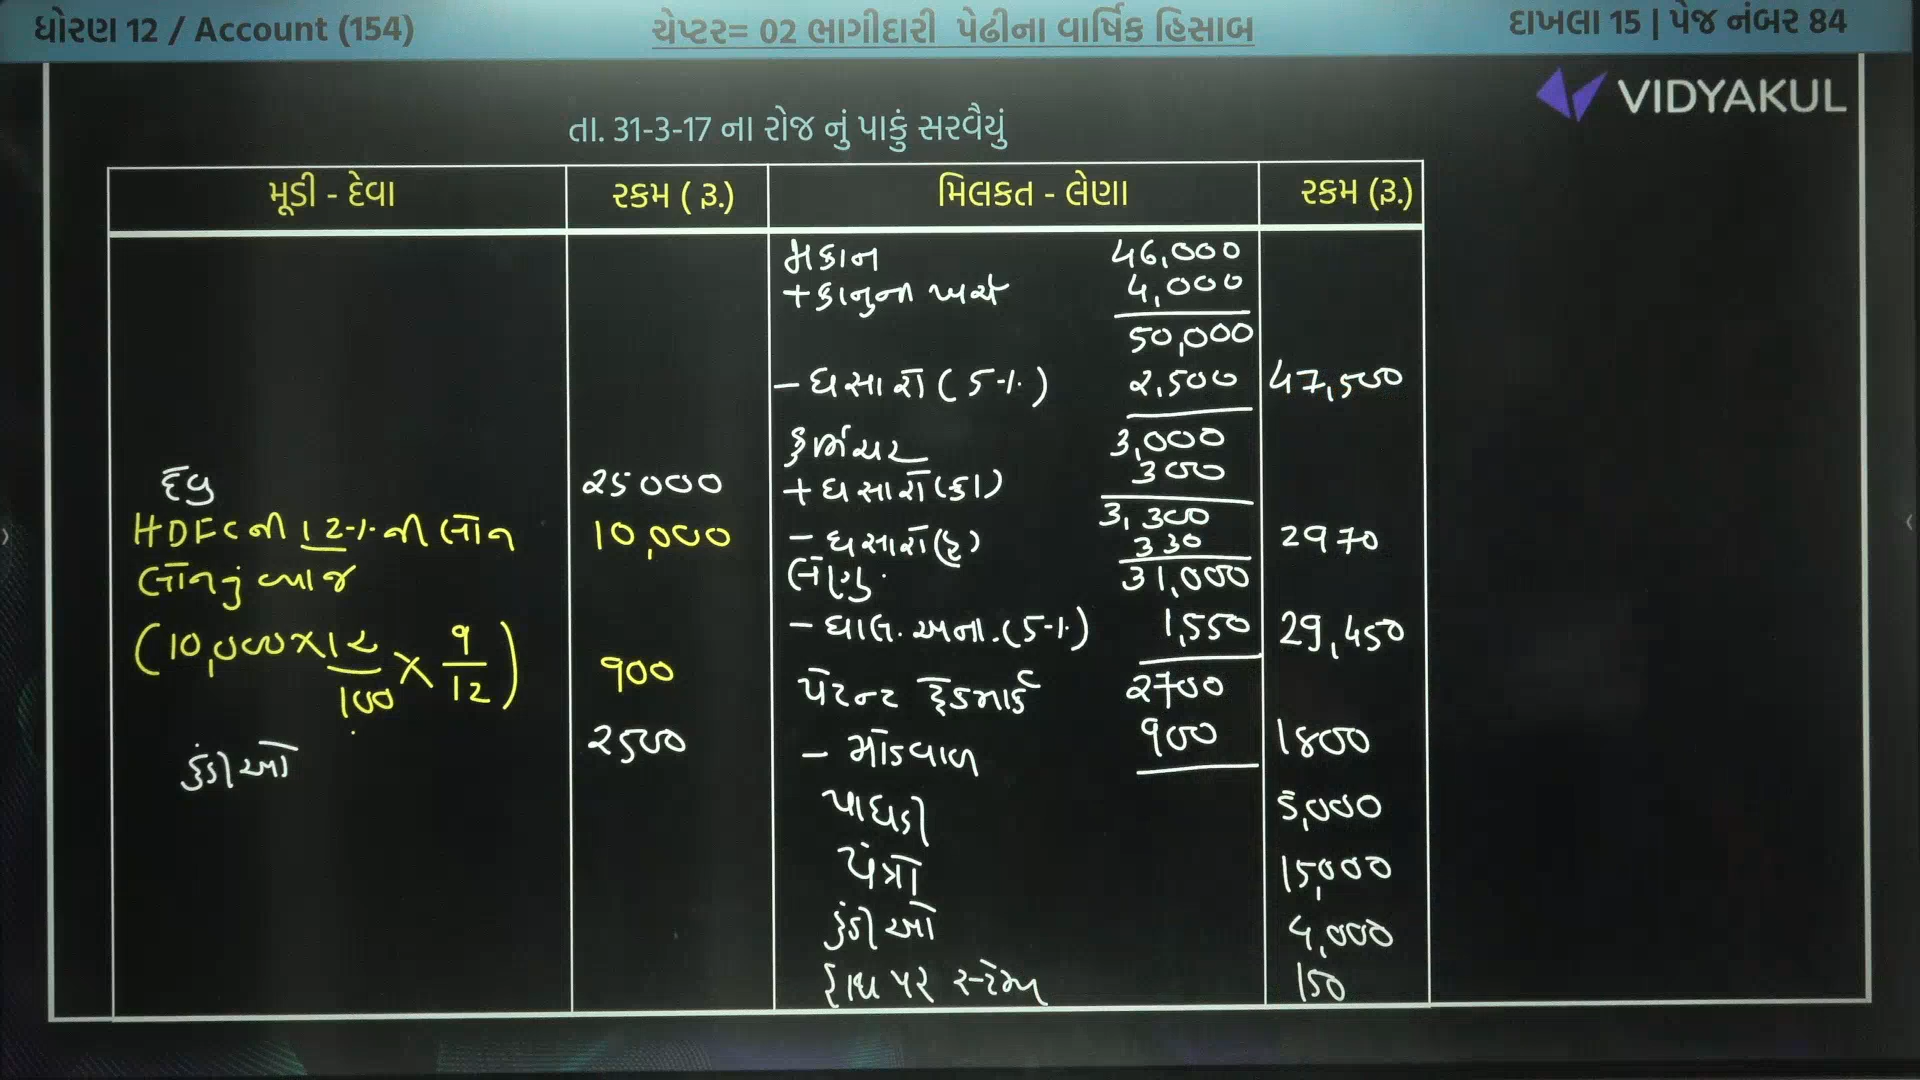 ધોરણ 12 / Account (154)
ચેપ્ટર= 02 ભાગીદારી પેઢીના વાર્ષિક હિસાબ
દાખલા 15 | પેજ નંબર 84
VIDYAKUL
તા. 31-3-17 ના રોજ નું પાકું સરવૈયું
મૂડી - દેવા રકમ ( રૂ.) મિલકત - લેણા રકમ (રૂ.)
મકાન 46,000
+ કાનુની ખર્ચ 4,000
50,000
- ઘસારો (5%) 2,500 47,500
ફર્નિચર 3,000
દેવુ 25000 + ઘસારો (કા) 300
3,300
HDFC ની 12% ની લોન 10,000 - ઘસારો (હ) 330 2970
લોનનું વ્યાજ લેણુ 31,000
(10,000 × 12/100 × 9/12) 900 - ઘાલ. અના. (5%) 1,550 29,450
પેટન્ટ ટ્રેડમાર્ક 2700
હુંડીઓ 2500 - માંડવાળ 900 1800
પાઘડી 5,000
યંત્રો 15,000
હુંડીઓ 4,000
હાથ પર સ્ટેમ્પ 150